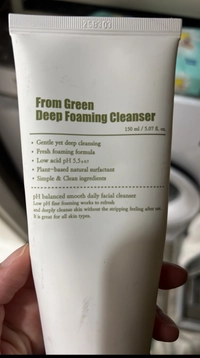 From Green
Deep Foaming Cleanser
150 ml / 5.07 fl. oz.
• Gentle yet deep cleansing
• Fresh foaming formula
• Low acid pH 5.5±0.5
• Plant-based natural surfactant
• Simple & Clean ingredients
pH balanced smooth daily facial cleanser
Low pH fine foaming works to refresh
and deeply cleanse skin without the stripping feeling after use.
It is great for all skin types.